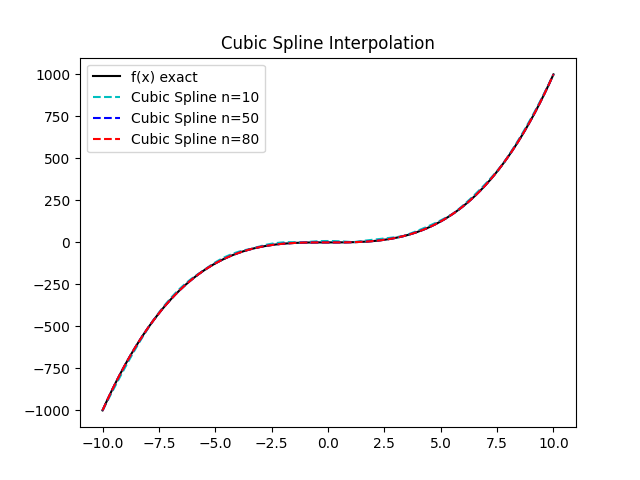 Cubic Spline Interpolation
f(x) exact
Cubic Spline n=10
Cubic Spline n=50
Cubic Spline n=80
1000
750
500
250
0
−250
−500
−750
−1000
−10.0 −7.5 −5.0 −2.5 0.0 2.5 5.0 7.5 10.0